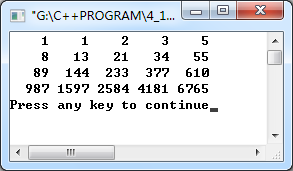 "G:\C++PROGRAM\4_1...
1 1 2 3 5
8 13 21 34 55
89 144 233 377 610
987 1597 2584 4181 6765
Press any key to continue